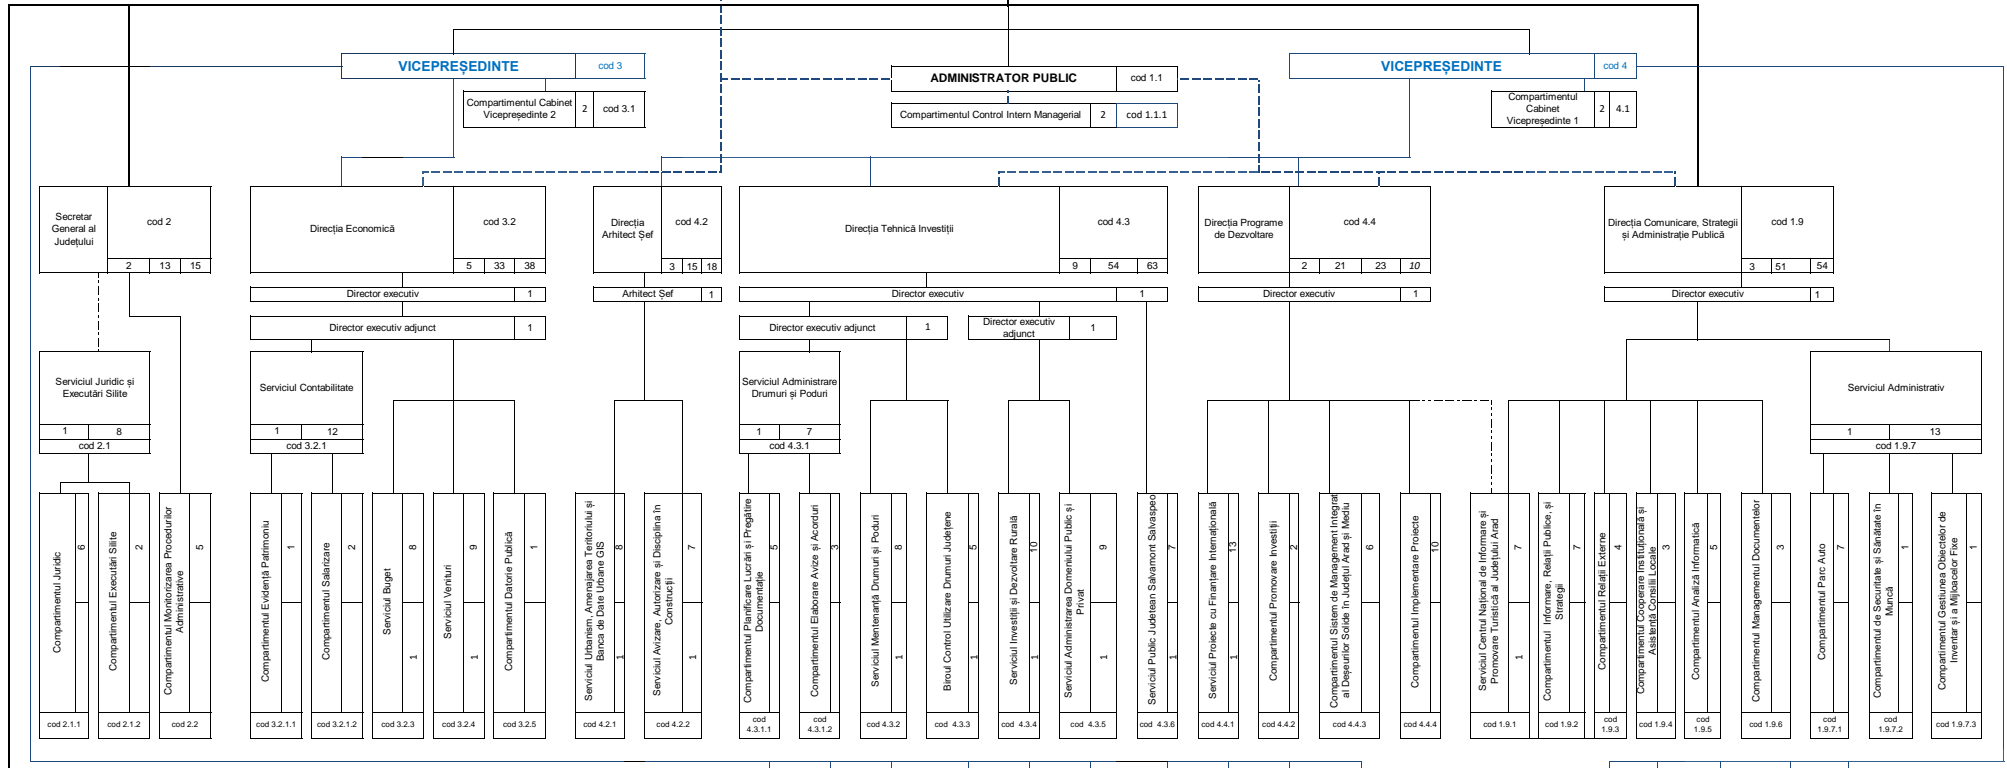 VICEPREȘEDINTE
cod 3
Compartimentul Cabinet
Vicepreședinte 2
2
cod 3.1
ADMINISTRATOR PUBLIC
cod 1.1
Compartimentul Control Intern Managerial
2
cod 1.1.1
VICEPREȘEDINTE
cod 4
Compartimentul
Cabinet
Vicepreședinte 1
2
4.1
Secretar
General al
Județului
cod 2
2
13
15
Direcția Economică
cod 3.2
5
33
38
Direcția
Arhitect Șef
cod 4.2
3
15
18
Direcția Tehnică Investiții
cod 4.3
9
54
63
Direcția Programe
de Dezvoltare
cod 4.4
2
21
23
10
Direcția Comunicare, Strategii
și Administrație Publică
cod 1.9
3
51
54
Director executiv
1
Arhitect Șef
1
Director executiv
1
Director executiv
1
Director executiv
1
Director executiv adjunct
1
Director executiv adjunct
1
Director executiv
adjunct
1
Serviciul Juridic și
Executări Silite
1
8
cod 2.1
Serviciul Contabilitate
1
12
cod 3.2.1
Serviciul Administrare
Drumuri și Poduri
1
7
cod 4.3.1
Serviciul Administrativ
1
13
cod 1.9.7
Compartimentul Juridic
6
cod 2.1.1
Compartimentul Executări Silite
2
cod 2.1.2
Compartimentul Monitorizarea Procedurilor
Administrative
5
cod 2.2
Compartimentul Evidență Patrimoniu
1
cod 3.2.1.1
Compartimentul Salarizare
2
cod 3.2.1.2
Serviciul Buget
8
1
cod 3.2.3
Serviciul Venituri
9
1
cod 3.2.4
Compartimentul Datorie Publică
1
cod 3.2.5
Serviciul Urbanism, Amenajarea Teritoriului și
Banca de Date Urbane GIS
8
1
cod 4.2.1
Serviciul Avizare, Autorizare și Disciplina în
Construcții
7
1
cod 4.2.2
Compartimentul Planificare Lucrări și Pregătire
Documentație
5
cod
4.3.1.1
Compartimentul Elaborare Avize și Acorduri
3
cod
4.3.1.2
Serviciul Mentenanță Drumuri și Poduri
8
1
cod 4.3.2
Biroul Control Utilizare Drumuri Județene
5
1
cod 4.3.3
Serviciul Investiții și Dezvoltare Rurală
10
1
cod 4.3.4
Serviciul Administrarea Domeniului Public și
Privat
9
1
cod 4.3.5
Serviciul Public Judetean Salvamont Salvaspeo
7
1
cod 4.3.6
Serviciul Proiecte cu Finanțare Internațională
13
1
cod 4.4.1
Compartimentul Promovare Investiții
2
cod 4.4.2
Compartimentul Sistem de Management Integrat
al Deșeurilor Solide în Județul Arad și Mediu
6
cod 4.4.3
Compartimentul Implementare Proiecte
10
cod 4.4.4
Serviciul Centrul Național de Informare și
Promovare Turistică al Județului Arad
7
1
cod 1.9.1
Compartimentul Informare, Relații Publice, și
Strategii
7
cod 1.9.2
Compartimentul Relații Externe
4
cod
1.9.3
Compartimentul Cooperare Instituțională și
Asistență Consilii Locale
3
cod 1.9.4
Compartimentul Analiză Informatică
5
cod
1.9.5
Compartimentul Managementul Documentelor
3
cod 1.9.6
Compartimentul Parc Auto
7
cod
1.9.7.1
Compartimentul de Securitate și Sănătate în
Muncă
1
cod
1.9.7.2
Compartimentul Gestiunea Obiectelor de
Inventar și a Mijloacelor Fixe
1
cod 1.9.7.3